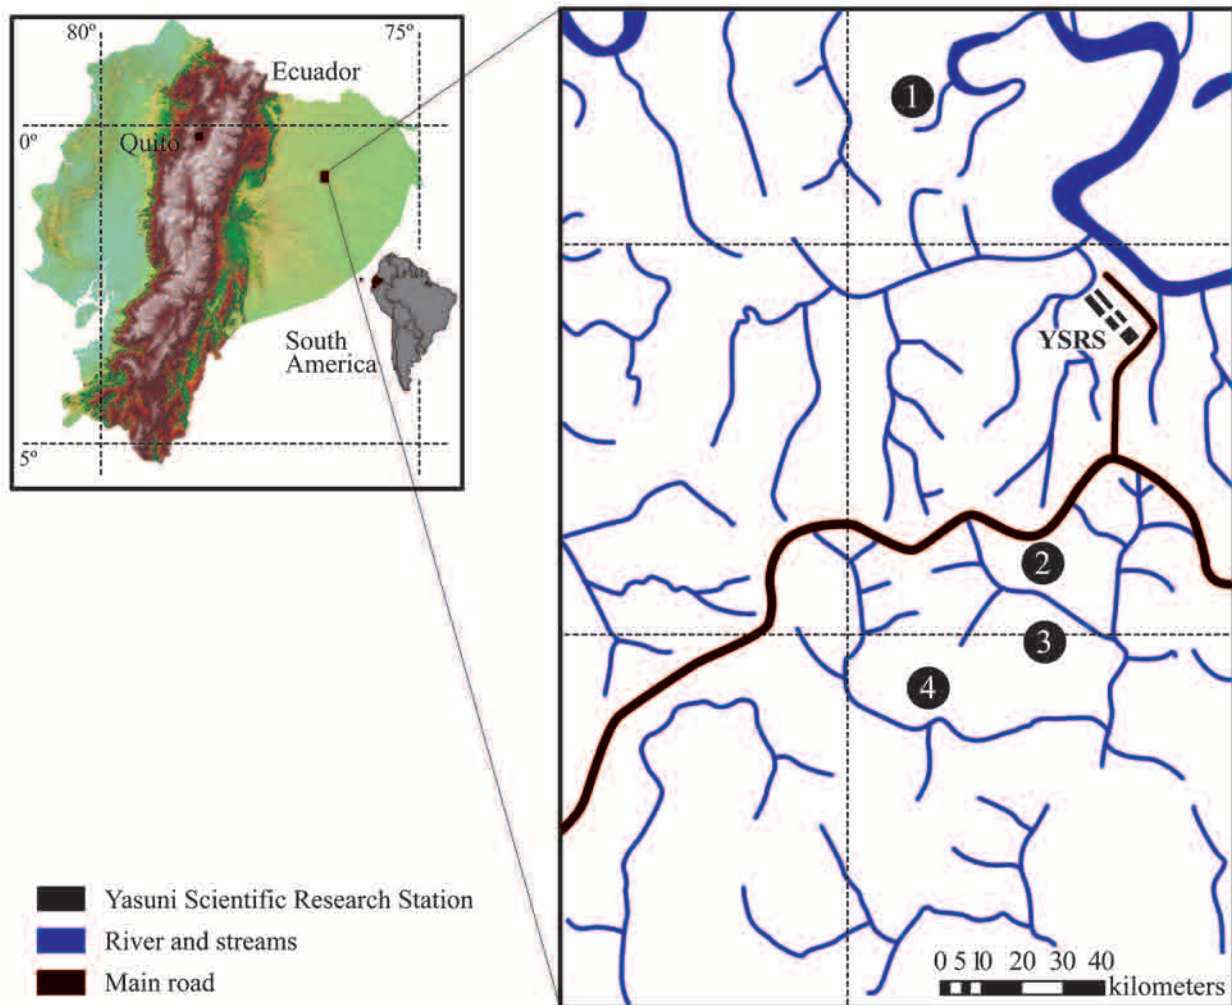 80º 75º
Ecuador
0º
Quito
South
America
5º
1
YSRS
2
3
4
Yasuni Scientific Research Station
River and streams
Main road
0 5 10 20 30 40
kilometers